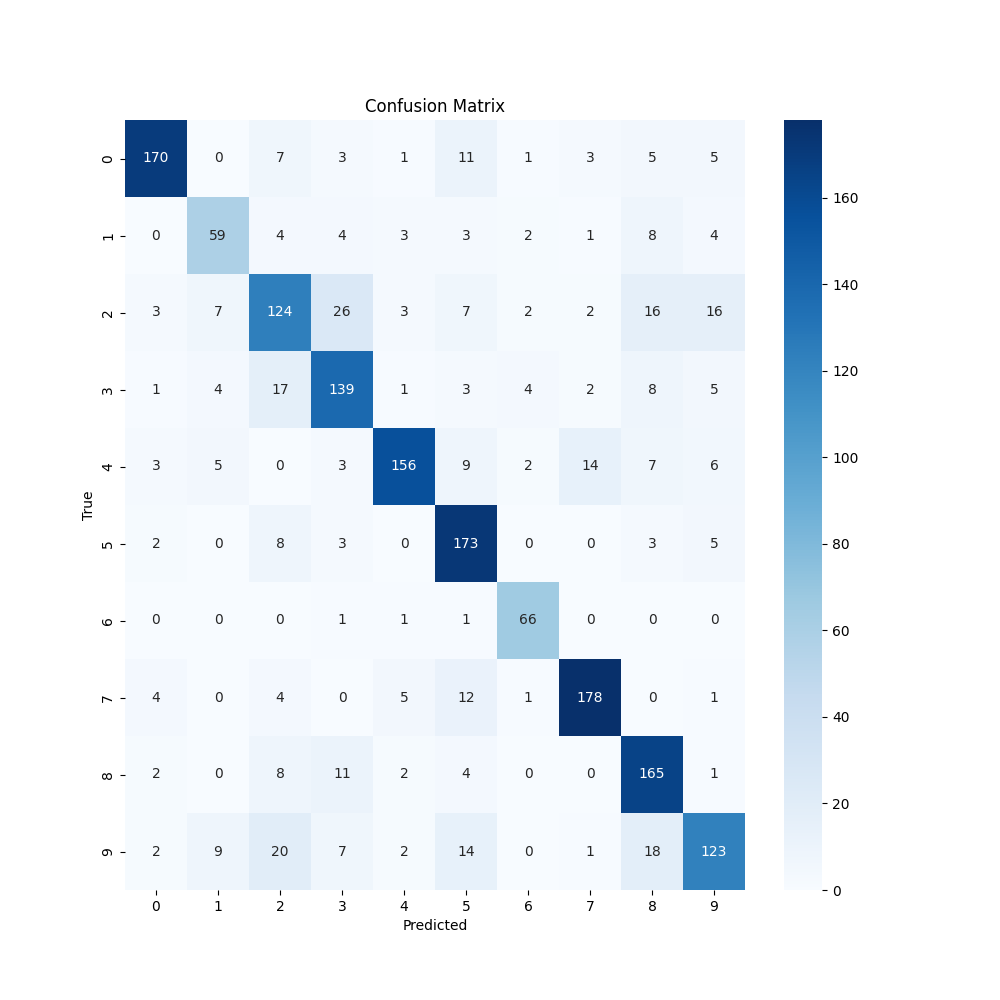 Confusion Matrix
0 170 0 7 3 1 11 1 3 5 5
1 0 59 4 4 3 3 2 1 8 4
2 3 7 124 26 3 7 2 2 16 16
3 1 4 17 139 1 3 4 2 8 5
4 3 5 0 3 156 9 2 14 7 6
5 2 0 8 3 0 173 0 0 3 5
6 0 0 0 1 1 1 66 0 0 0
7 4 0 4 0 5 12 1 178 0 1
8 2 0 8 11 2 4 0 0 165 1
9 2 9 20 7 2 14 0 1 18 123
0 1 2 3 4 5 6 7 8 9
Predicted
True
160
140
120
100
80
60
40
20
0